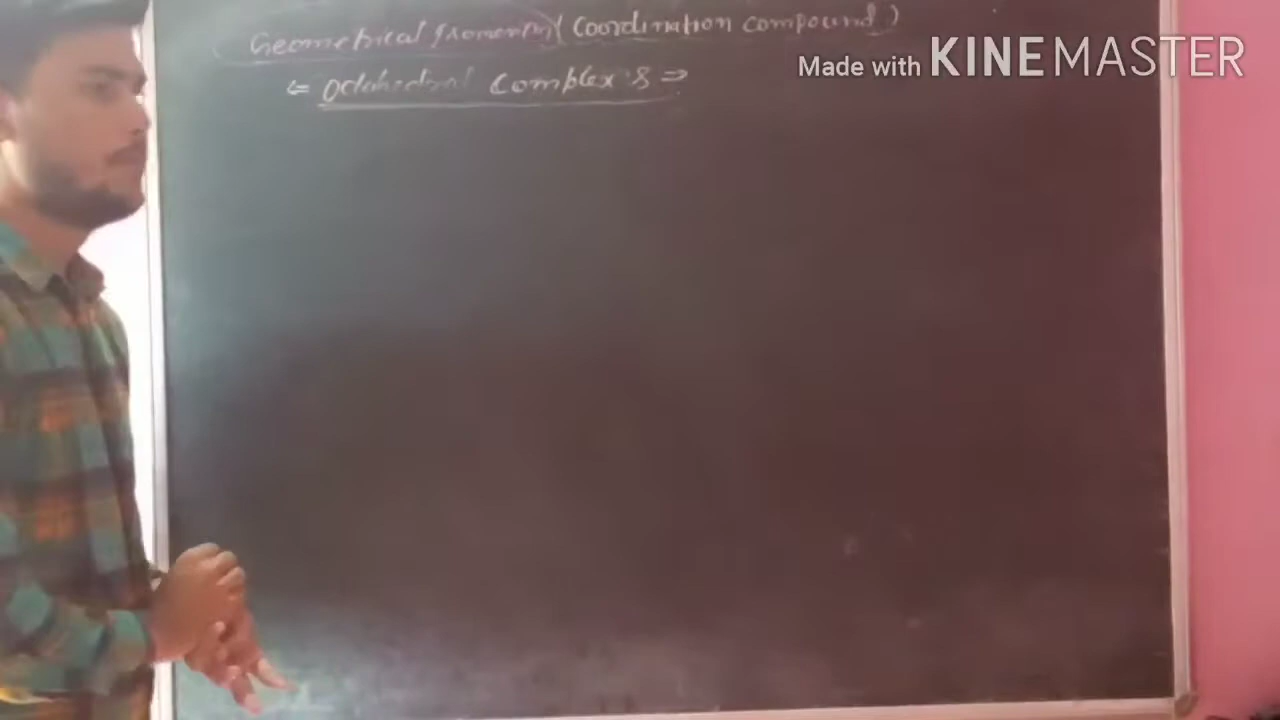 Geometrical isomerism (Coordination compound)
Made with KINEMASTER
⇐ Octahedral Complex's ⇒